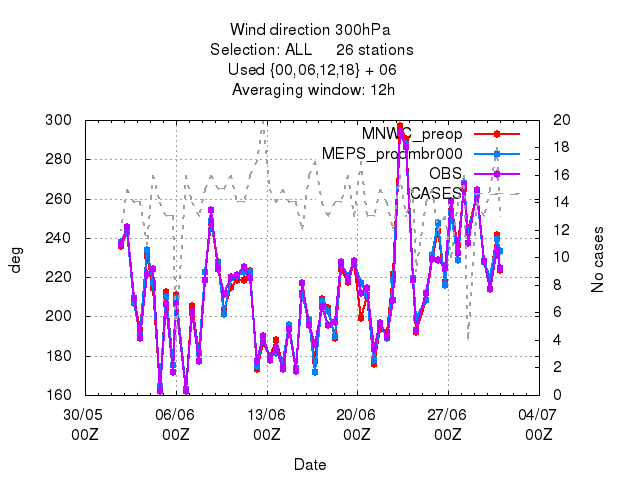 Wind direction 300hPa
Selection: ALL 26 stations
Used {00,06,12,18} + 06
Averaging window: 12h
MNWC_preop
MEPS_prodmbr000
OBS
CASES
300
280
260
240
220
200
180
160
deg
20
18
16
14
12
10
8
6
4
2
0
No cases
30/05 06/06 13/06 20/06 27/06 04/07
00Z 00Z 00Z 00Z 00Z 00Z
Date